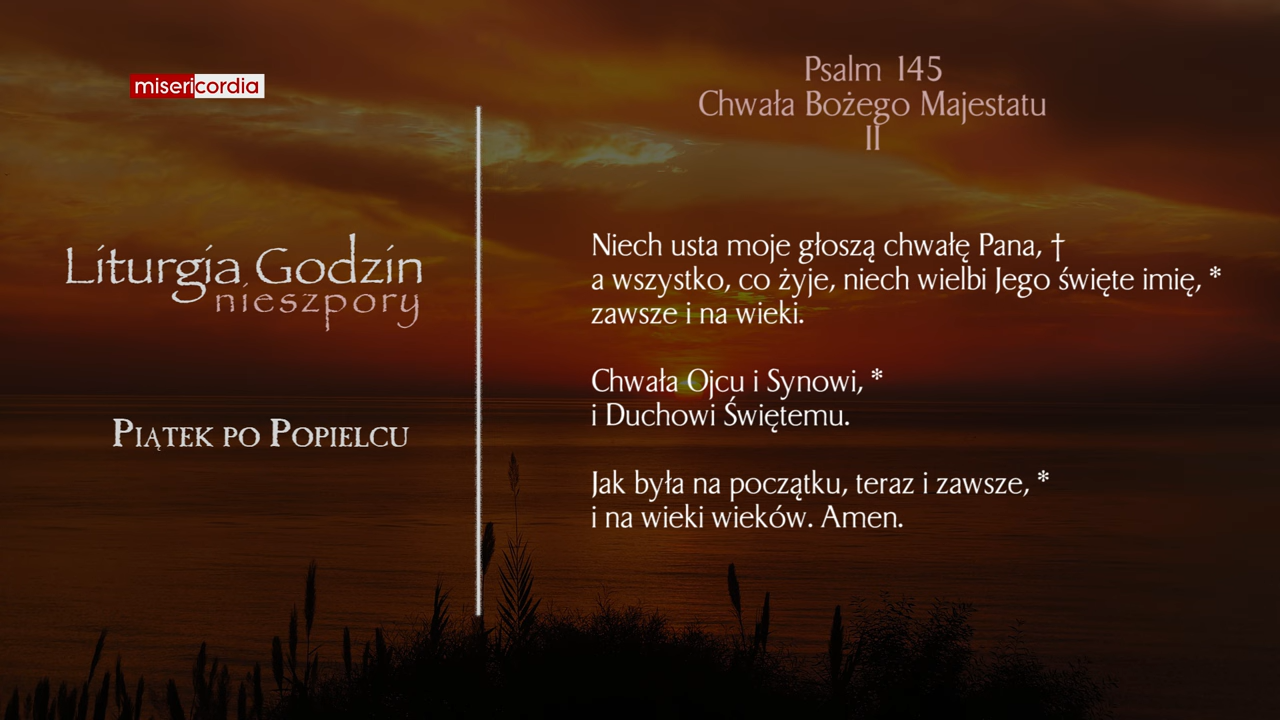 misericordia
Liturgia Godzin
nieszpory
Piątek po Popielcu
Psalm 145
Chwała Bożego Majestatu
II
Niech usta moje głoszą chwałę Pana, †
a wszystko, co żyje, niech wielbi Jego święte imię, *
zawsze i na wieki.
Chwała Ojcu i Synowi, *
i Duchowi Świętemu.
Jak była na początku, teraz i zawsze, *
i na wieki wieków. Amen.